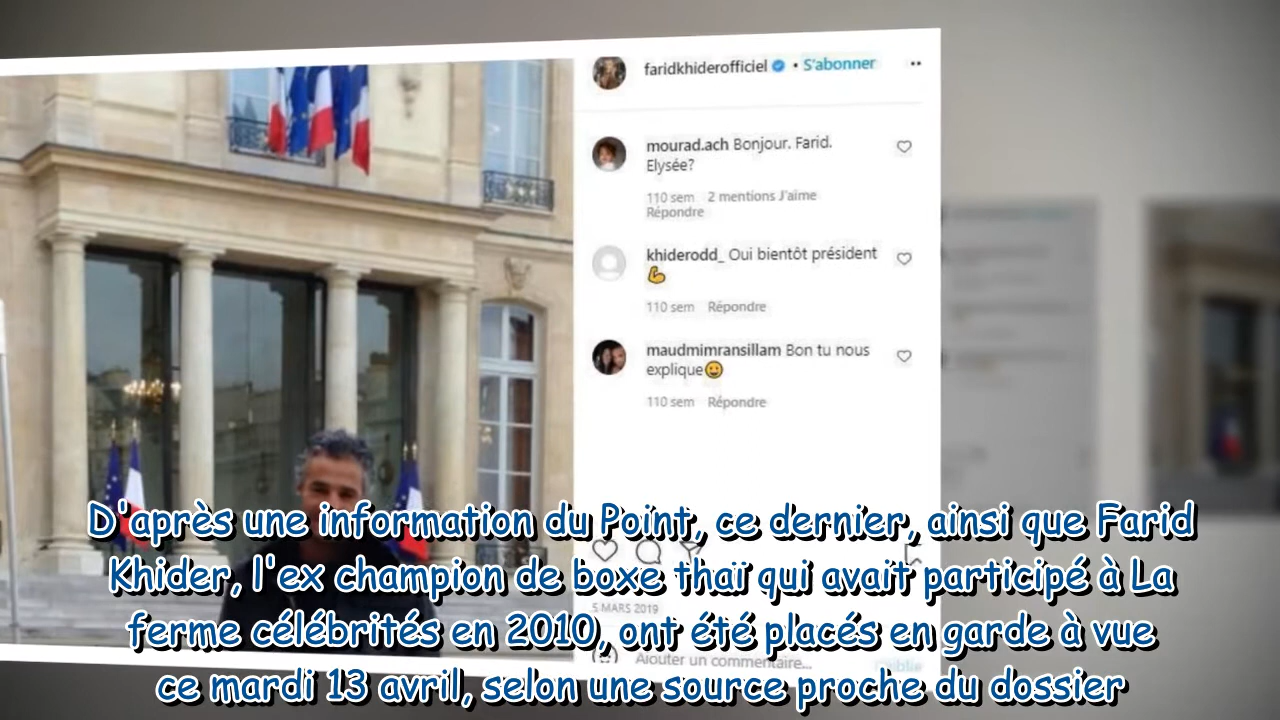 faridkhiderofficiel • S'abonner
mourad.ach Bonjour. Farid.
Elysée?
110 sem 2 mentions J'aime
Répondre
khiderodd_ Oui bientôt président
💪
110 sem Répondre
maudmimransillam Bon tu nous
explique😀
110 sem Répondre
D'après une information du Point, ce dernier, ainsi que Farid
Khider, l'ex champion de boxe thaï qui avait participé à La
5 MARS 2019
ferme célébrités en 2010, ont été placés en garde à vue
Ajouter un commentaire... Publie
ce mardi 13 avril, selon une source proche du dossier